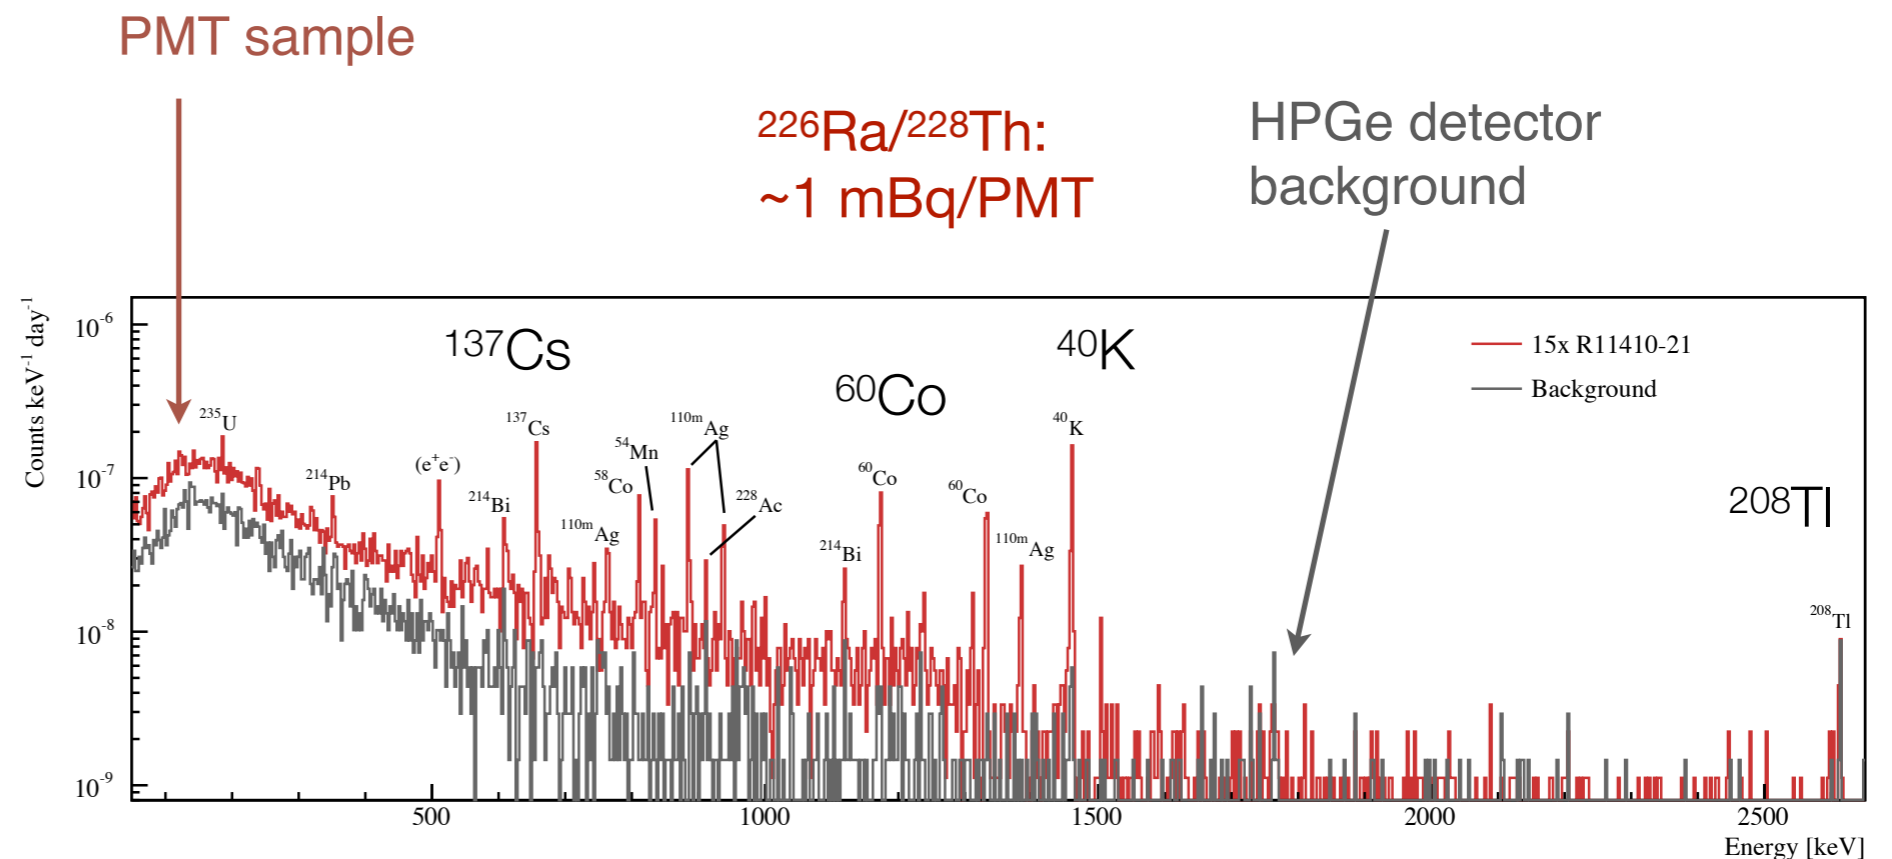 PMT sample
²²⁶Ra/²²⁸Th:
~1 mBq/PMT
HPGe detector
background
Counts keV⁻¹ day⁻¹
10⁻⁶
10⁻⁷
10⁻⁸
10⁻⁹
¹³⁷Cs
⁶⁰Co
⁴⁰K
²⁰⁸Tl
15x R11410-21
Background
²³⁵U
²¹⁴Pb
(e⁺e⁻)
²¹⁴Bi
¹³⁷Cs
¹¹⁰ᵐAg
⁵⁸Co
⁵⁴Mn
¹¹⁰ᵐAg
²²⁸Ac
²¹⁴Bi
⁶⁰Co
⁶⁰Co
¹¹⁰ᵐAg
⁴⁰K
²⁰⁸Tl
500 1000 1500 2000 2500
Energy [keV]